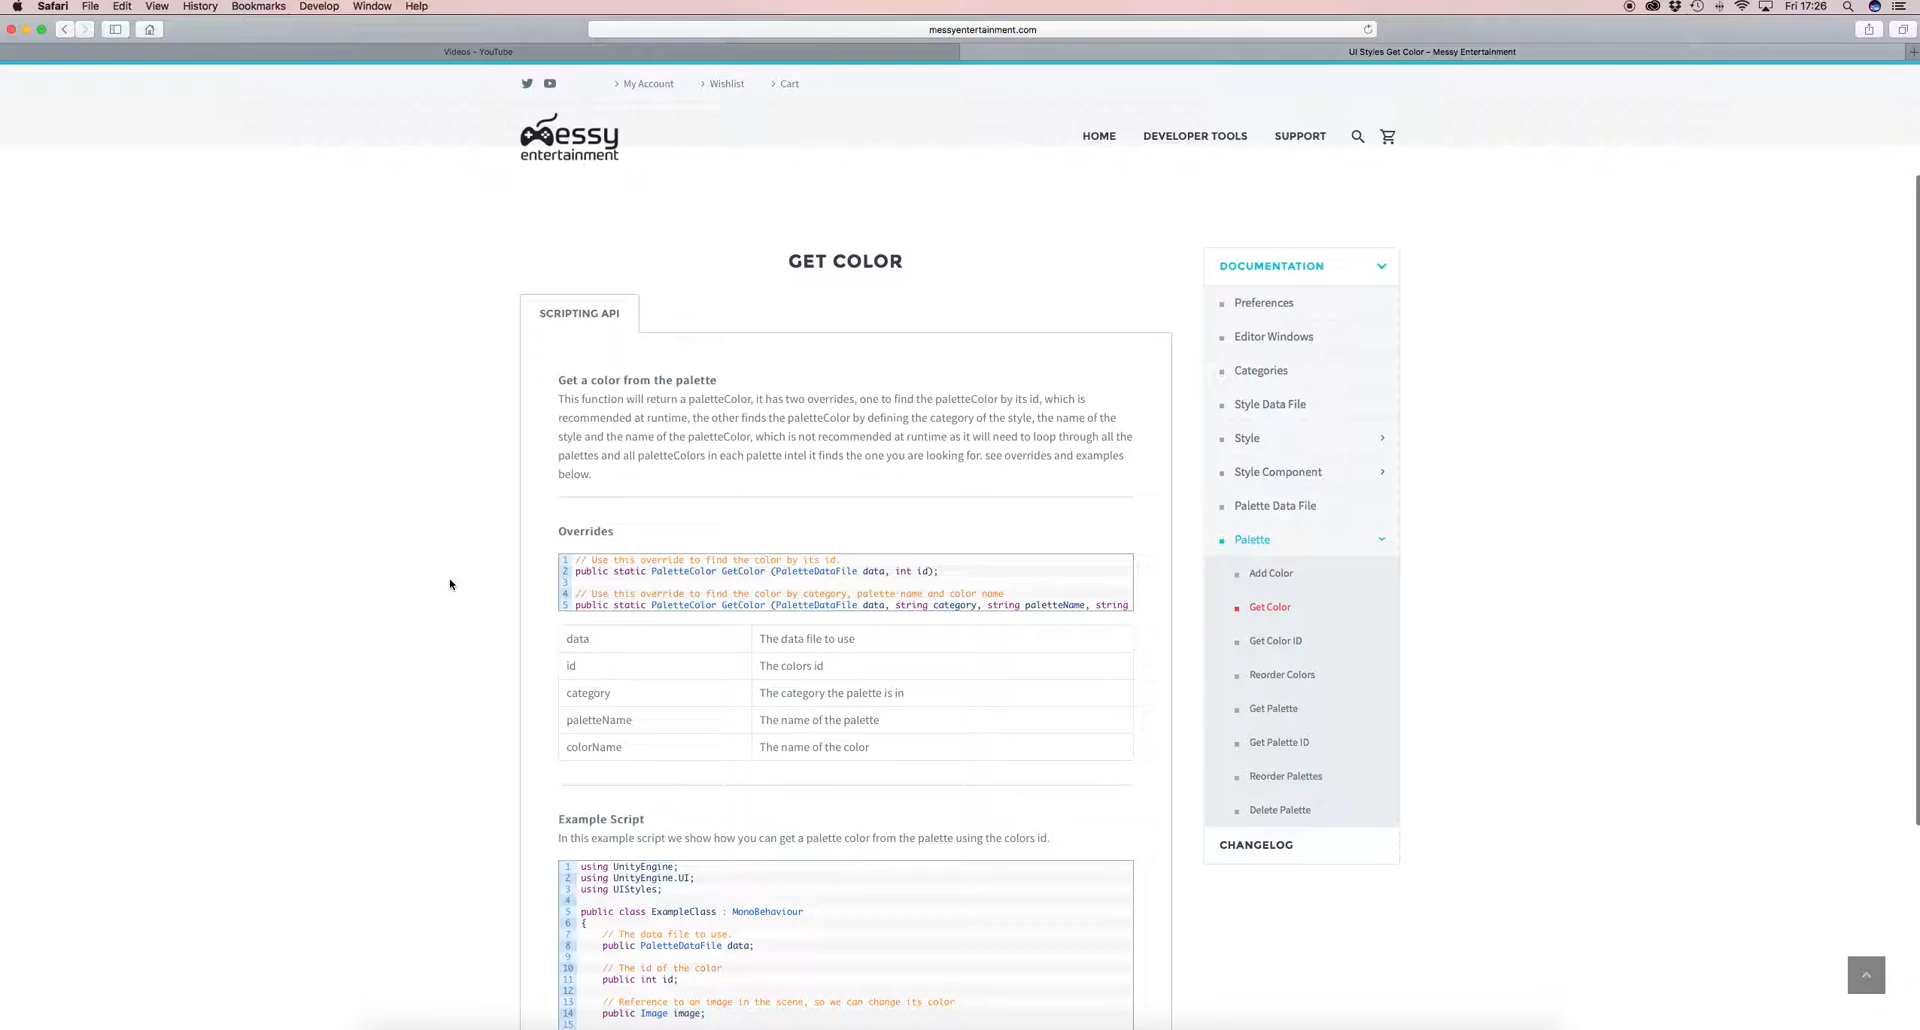 Safari File Edit View History Bookmarks Develop Window Help Fri 17:26
messyentertainment.com
Videos - YouTube UI Styles Get Color – Messy Entertainment
My Account Wishlist Cart
messy
entertainment
HOME DEVELOPER TOOLS SUPPORT
GET COLOR
SCRIPTING API
Get a color from the palette
This function will return a paletteColor, it has two overrides, one to find the paletteColor by its id, which is
recommended at runtime, the other finds the paletteColor by defining the category of the style, the name of the
style and the name of the paletteColor, which is not recommended at runtime as it will need to loop through all the
palettes and all paletteColors in each palette intel it finds the one you are looking for. see overrides and examples
below.
Overrides
1 // Use this override to find the color by its id.
2 public static PaletteColor GetColor (PaletteDataFile data, int id);
3
4 // Use this override to find the color by category, palette name and color name
5 public static PaletteColor GetColor (PaletteDataFile data, string category, string paletteName, string
data The data file to use
id The colors id
category The category the palette is in
paletteName The name of the palette
colorName The name of the color
Example Script
In this example script we show how you can get a palette color from the palette using the colors id.
1 using UnityEngine;
2 using UnityEngine.UI;
3 using UIStyles;
4
5 public class ExampleClass : MonoBehaviour
6 {
7 // The data file to use.
8 public PaletteDataFile data;
9
10 // The id of the color
11 public int id;
12
13 // Reference to an image in the scene, so we can change its color
14 public Image image;
15
DOCUMENTATION
Preferences
Editor Windows
Categories
Style Data File
Style
Style Component
Palette Data File
Palette
Add Color
Get Color
Get Color ID
Reorder Colors
Get Palette
Get Palette ID
Reorder Palettes
Delete Palette
CHANGELOG